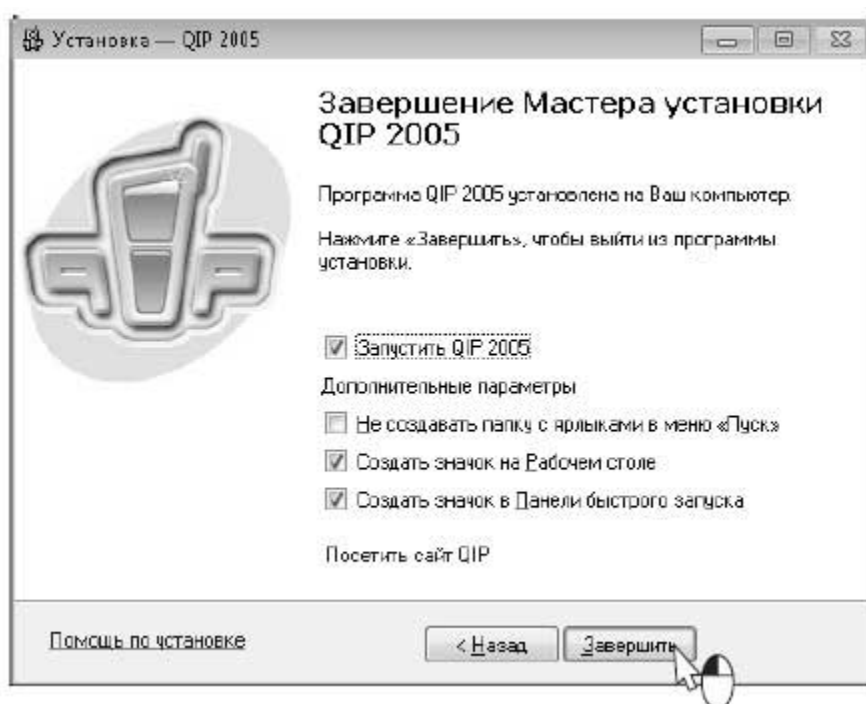 Установка — QIP 2005
Завершение Мастера установки
QIP 2005
Программа QIP 2005 установлена на Ваш компьютер.
Нажмите «Завершить», чтобы выйти из программы
установки.
Запустить QIP 2005
Дополнительные параметры
Не создавать папку с ярлыками в меню «Пуск»
Создать значок на Рабочем столе
Создать значок в Панели быстрого запуска
Посетить сайт QIP
Помощь по установке
< Назад
Завершить